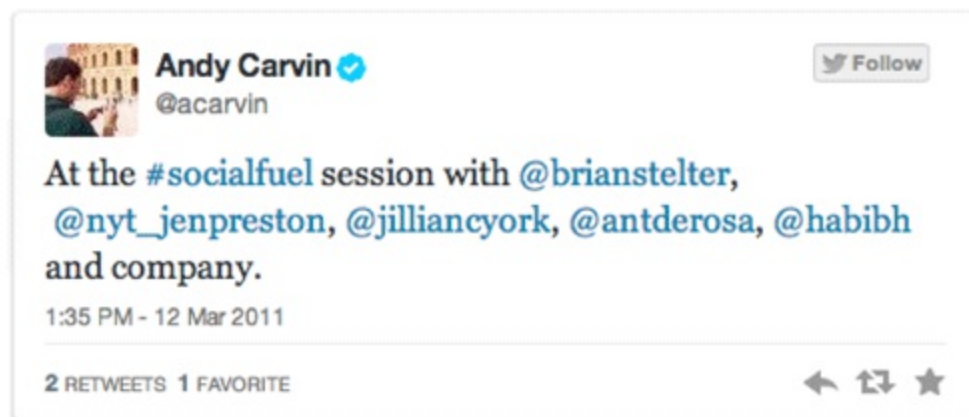 Andy Carvin
Follow
@acarvin
At the #socialfuel session with @brianstelter,
@nyt_jenpreston, @jilliancyork, @antderosa, @habibh
and company.
1:35 PM - 12 Mar 2011
2 RETWEETS 1 FAVORITE